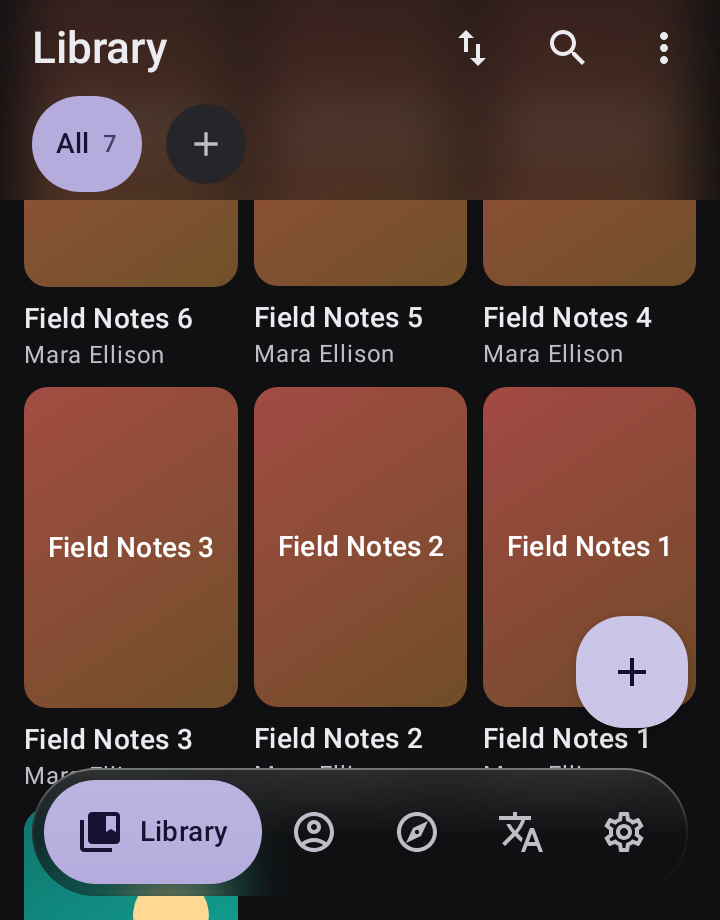 Library
All 7
Field Notes 6
Mara Ellison
Field Notes 5
Mara Ellison
Field Notes 4
Mara Ellison
Field Notes 3
Field Notes 2
Field Notes 1
Field Notes 3
Field Notes 2
Field Notes 1
Library